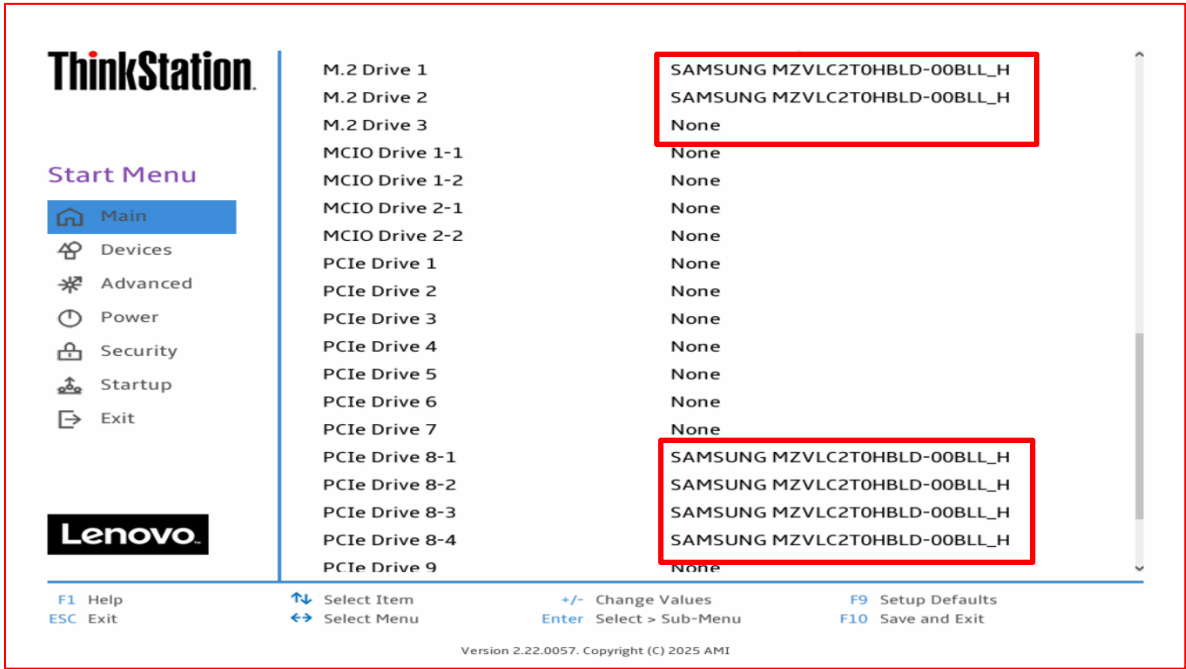 ThinkStation
Start Menu
Main
Devices
Advanced
Power
Security
Startup
Exit
Lenovo
M.2 Drive 1 SAMSUNG MZVLC2T0HBLD-00BLL_H
M.2 Drive 2 SAMSUNG MZVLC2T0HBLD-00BLL_H
M.2 Drive 3 None
MCIO Drive 1-1 None
MCIO Drive 1-2 None
MCIO Drive 2-1 None
MCIO Drive 2-2 None
PCIe Drive 1 None
PCIe Drive 2 None
PCIe Drive 3 None
PCIe Drive 4 None
PCIe Drive 5 None
PCIe Drive 6 None
PCIe Drive 7 None
PCIe Drive 8-1 SAMSUNG MZVLC2T0HBLD-00BLL_H
PCIe Drive 8-2 SAMSUNG MZVLC2T0HBLD-00BLL_H
PCIe Drive 8-3 SAMSUNG MZVLC2T0HBLD-00BLL_H
PCIe Drive 8-4 SAMSUNG MZVLC2T0HBLD-00BLL_H
PCIe Drive 9 None
F1 Help ↑↓ Select Item +/- Change Values F9 Setup Defaults
ESC Exit ←→ Select Menu Enter Select > Sub-Menu F10 Save and Exit
Version 2.22.0057. Copyright (C) 2025 AMI